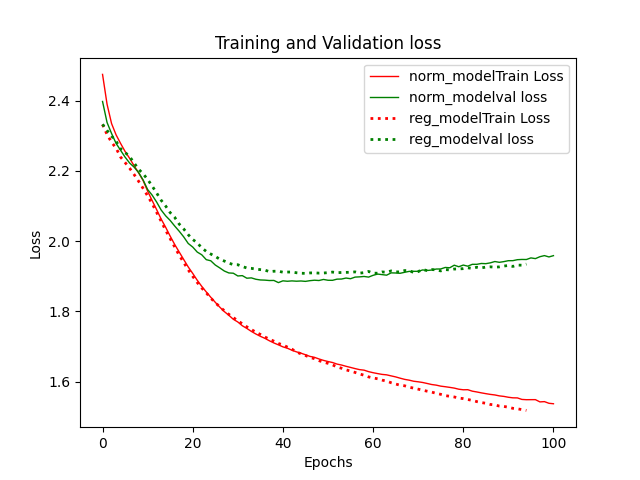 Training and Validation loss
norm_modelTrain Loss
norm_modelval loss
reg_modelTrain Loss
reg_modelval loss
Loss
2.4
2.2
2.0
1.8
1.6
0 20 40 60 80 100
Epochs